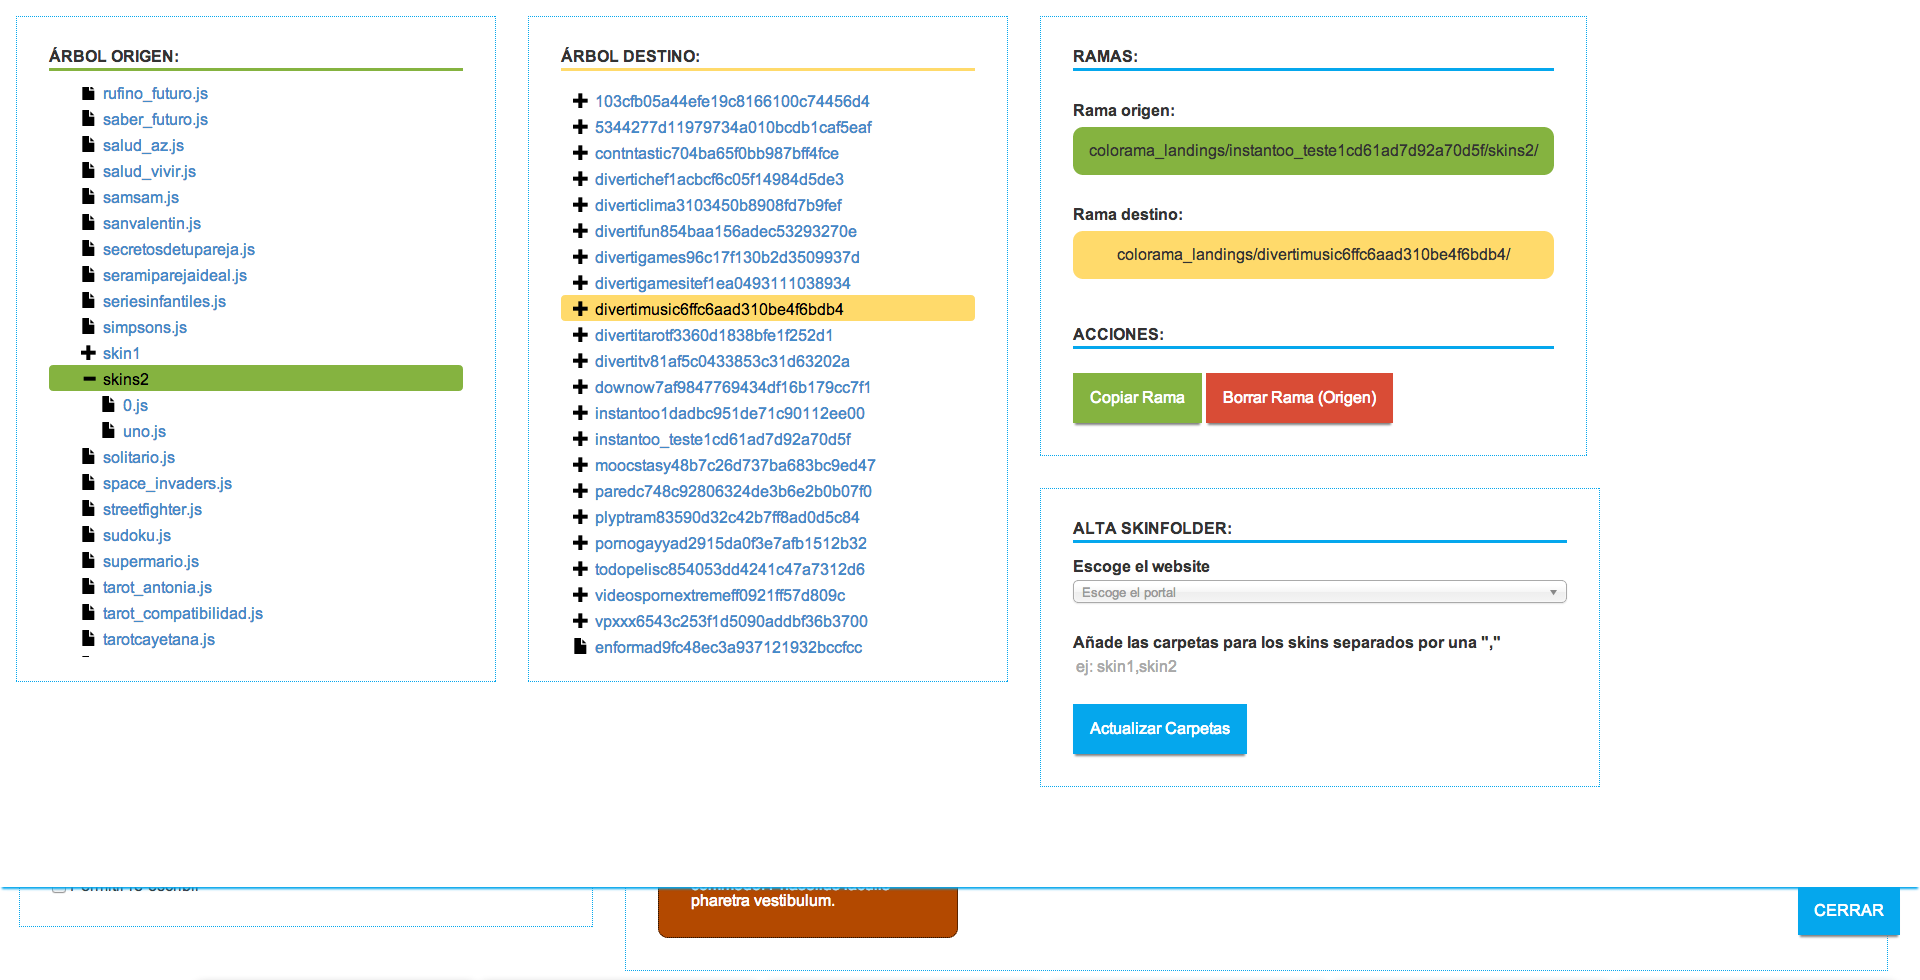 ÁRBOL ORIGEN:
rufino_futuro.js
saber_futuro.js
salud_az.js
salud_vivir.js
samsam.js
sanvalentin.js
secretosdetupareja.js
seramiparejaideal.js
seriesinfantiles.js
simpsons.js
skin1
skins2
0.js
uno.js
solitario.js
space_invaders.js
streetfighter.js
sudoku.js
supermario.js
tarot_antonia.js
tarot_compatibilidad.js
tarotcayetana.js
ÁRBOL DESTINO:
103cfb05a44efe19c8166100c74456d4
5344277d11979734a010bcdb1caf5eaf
contntastic704ba65f0bb987bff4fce
divertichef1acbcf6c05f14984d5de3
diverticlima3103450b8908fd7b9fef
divertifun854baa156adec53293270e
divertigames96c17f130b2d3509937d
divertigamesitef1ea0493111038934
divertimusic6ffc6aad310be4f6bdb4
divertitarotf3360d1838bfe1f252d1
divertitv81af5c0433853c31d63202a
downow7af9847769434df16b179cc7f1
instantoo1dadbc951de71c90112ee00
instantoo_teste1cd61ad7d92a70d5f
moocstasy48b7c26d737ba683bc9ed47
paredc748c92806324de3b6e2b0b07f0
plyptram83590d32c42b7ff8ad0d5c84
pornogayyad2915da0f3e7afb1512b32
todopelisc854053dd4241c47a7312d6
videospornextremeff0921ff57d809c
vpxxx6543c253f1d5090addbf36b3700
enformad9fc48ec3a937121932bccfcc
RAMAS:
Rama origen:
colorama_landings/instantoo_teste1cd61ad7d92a70d5f/skins2/
Rama destino:
colorama_landings/divertimusic6ffc6aad310be4f6bdb4/
ACCIONES:
Copiar Rama
Borrar Rama (Origen)
ALTA SKINFOLDER:
Escoge el website
Escoge el portal
Añade las carpetas para los skins separados por una ","
ej: skin1,skin2
Actualizar Carpetas
pharetra vestibulum.
CERRAR